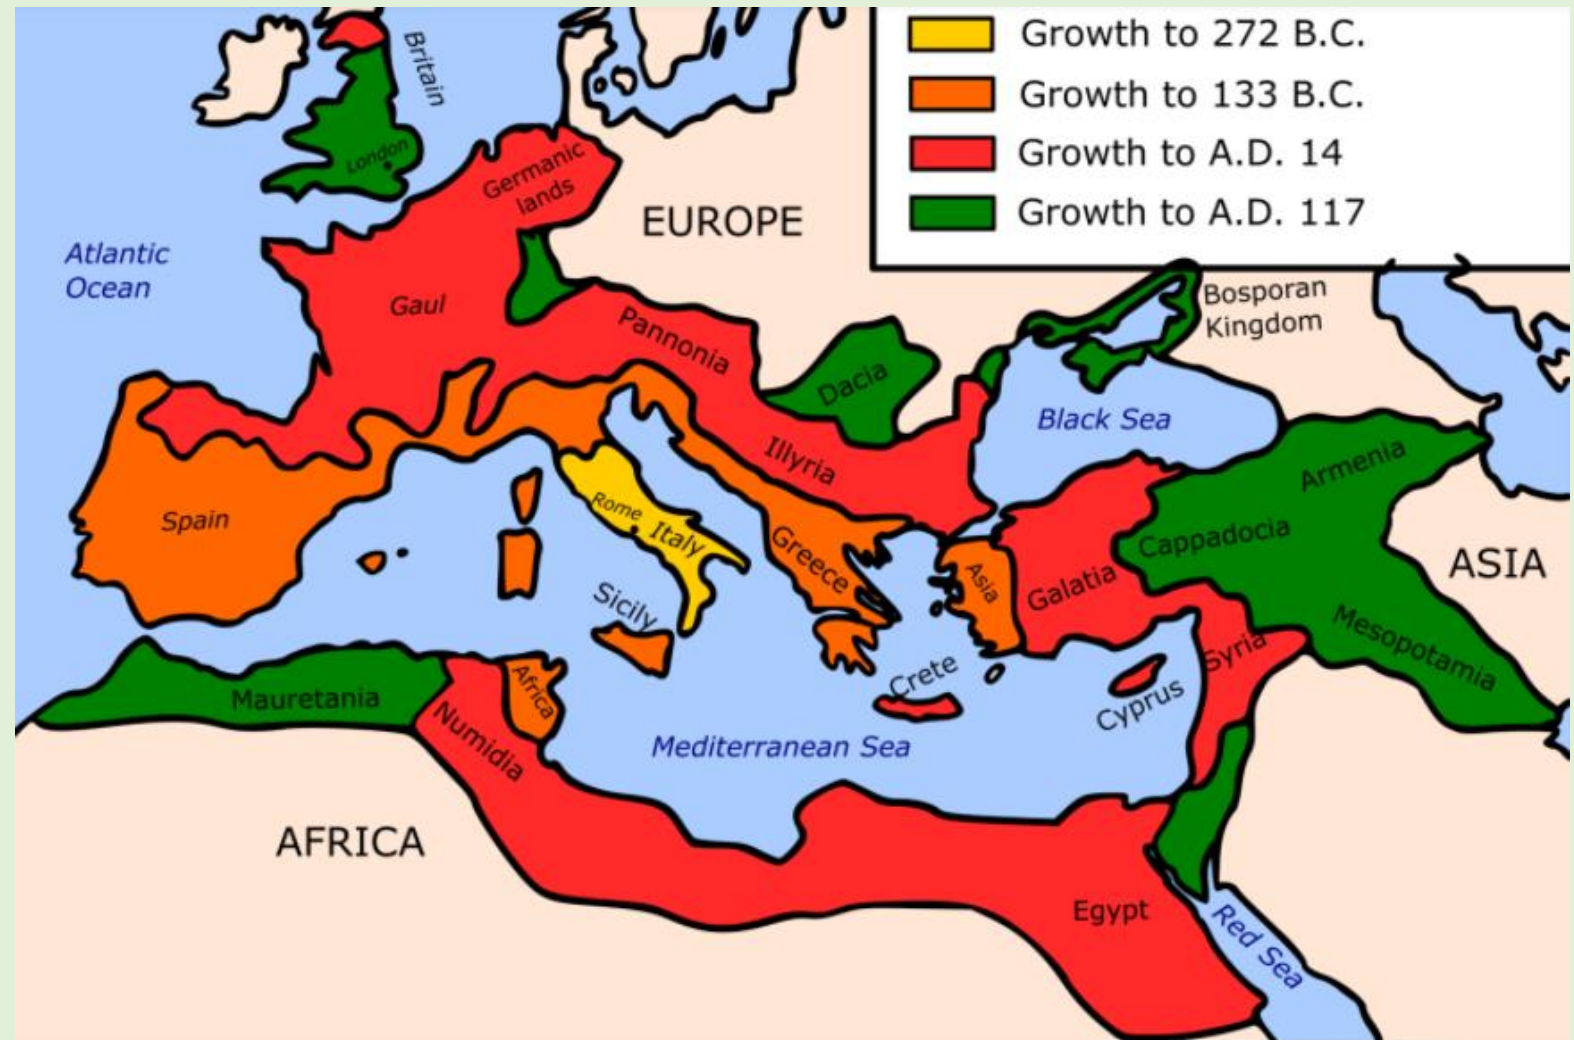 Growth to 272 B.C.
Growth to 133 B.C.
Growth to A.D. 14
Growth to A.D. 117
Britain
London
Germanic
lands
EUROPE
Atlantic
Ocean
Gaul
Pannonia
Dacia
Bosporan
Kingdom
Black Sea
Illyria
Armenia
Spain
Rome
Italy
Greece
Asia
Galatia
Cappadocia
ASIA
Sicily
Mesopotamia
Syria
Crete
Cyprus
Mauretania
Africa
Numidia
Mediterranean Sea
AFRICA
Egypt
Red Sea